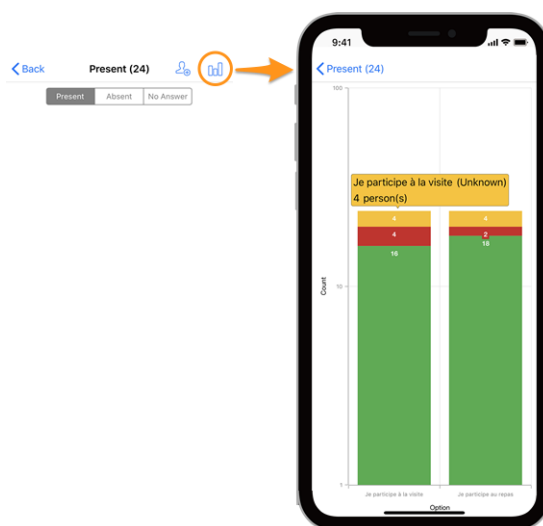 Back
Present (24)
Present
Absent
No Answer
9:41
Present (24)
100
Je participe à la visite (Unknown)
4 person(s)
4
4
4
2
16
18
Count
10
1
Je participe à la visite
Je participe au repas
Option